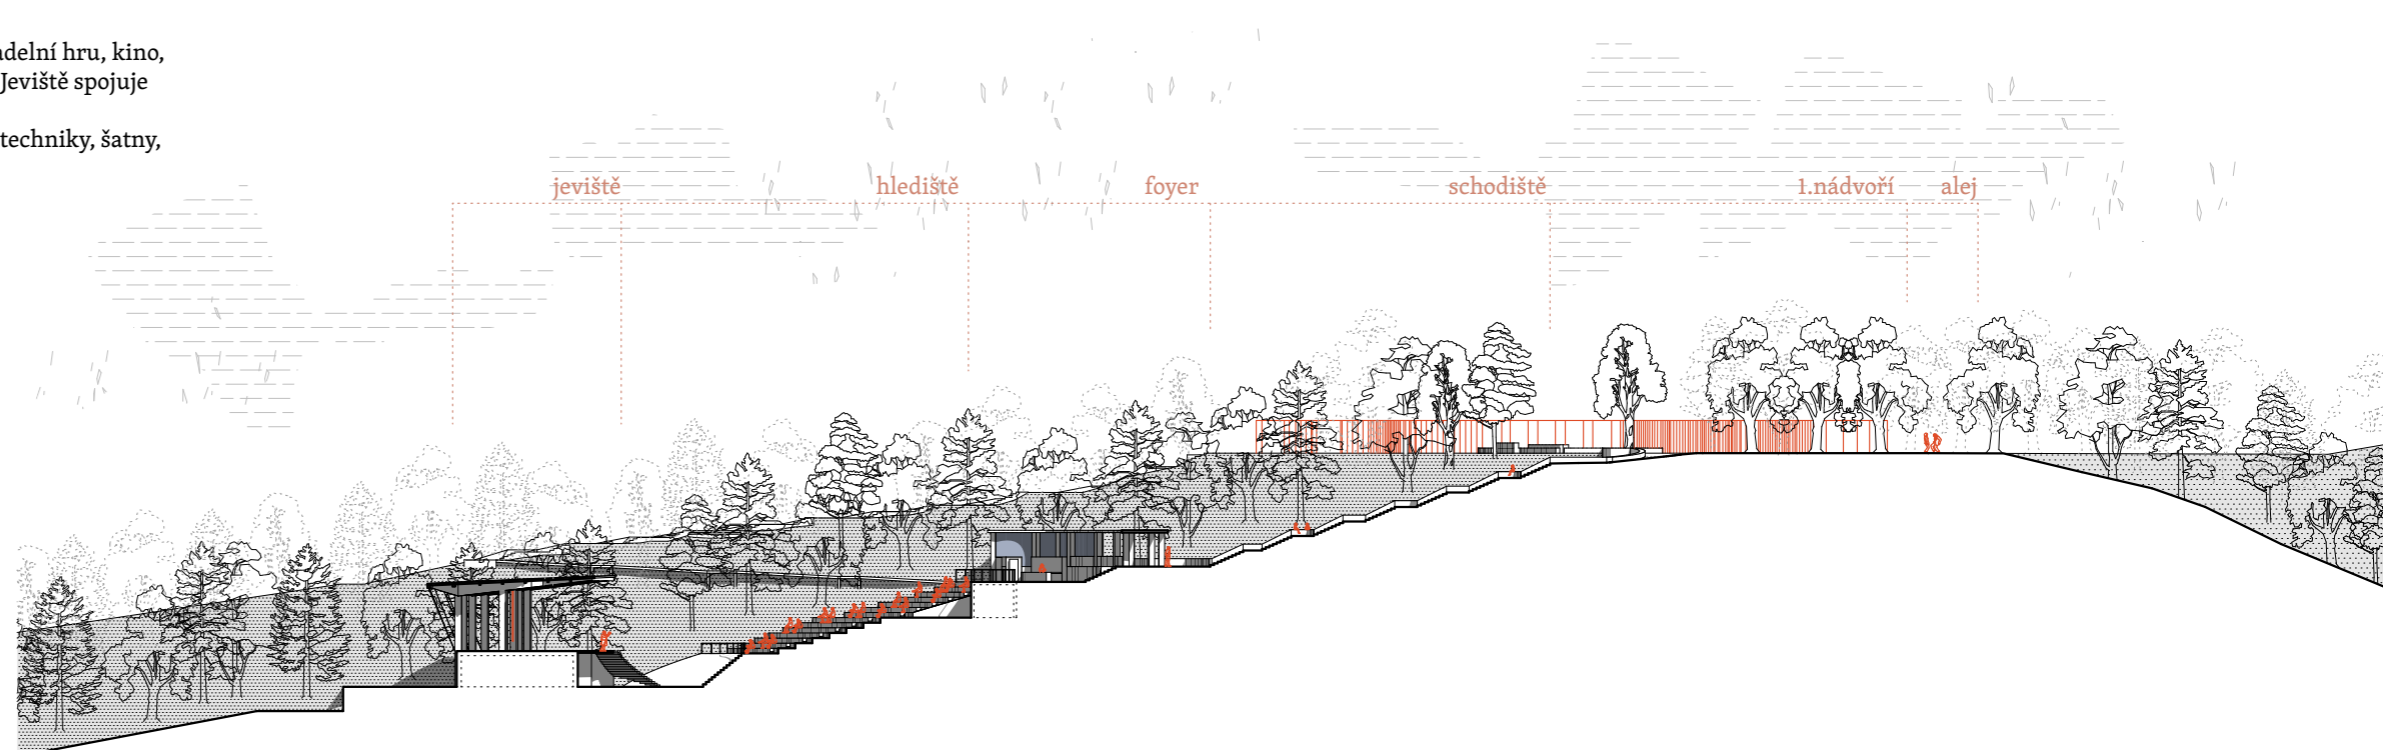 adelní hru, kino,
Jeviště spojuje
techniky, šatny,
jeviště hlediště foyer schodiště 1.nádvoří alej